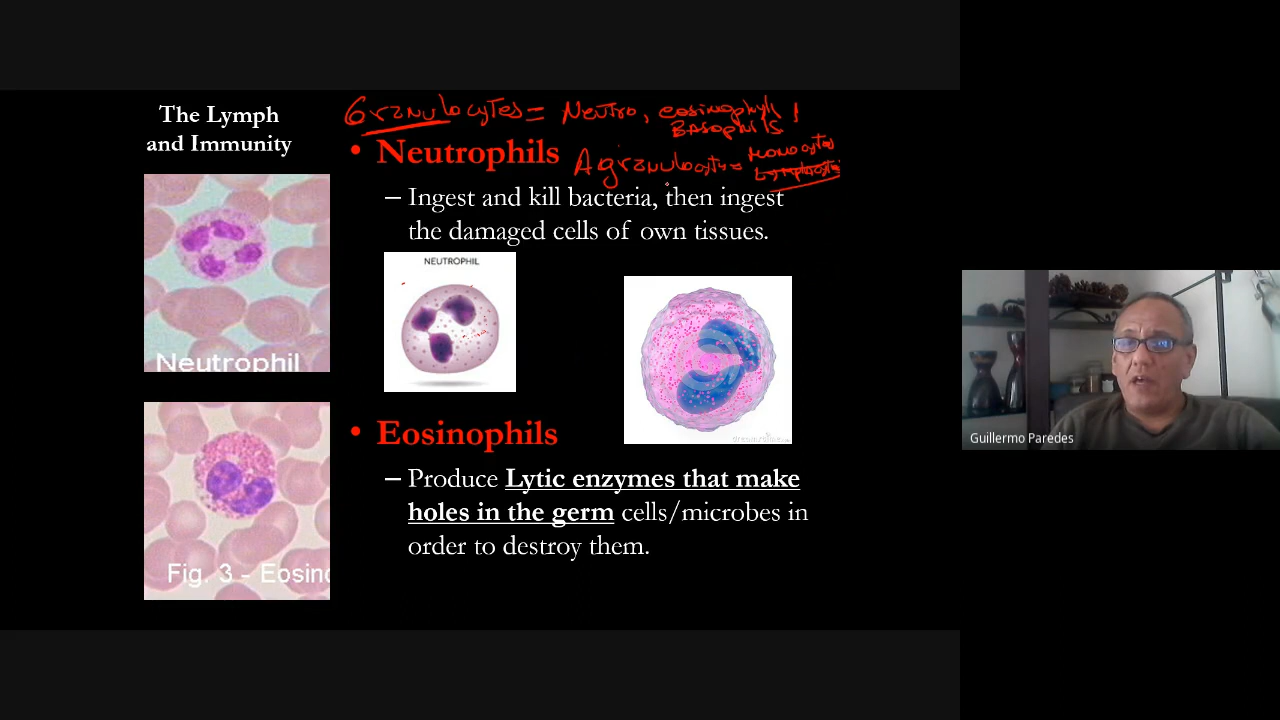 The Lymph
and Immunity
Granulocytes = Neutro, eosinophyls,
Basophils
• Neutrophils
Agranulocytes = Monocytes
Lymphocytes
– Ingest and kill bacteria, then ingest
the damaged cells of own tissues.
NEUTROPHIL
Neutrophil
• Eosinophils
– Produce Lytic enzymes that make
holes in the germ cells/microbes in
order to destroy them.
Fig. 3 - Eosino
Guillermo Paredes